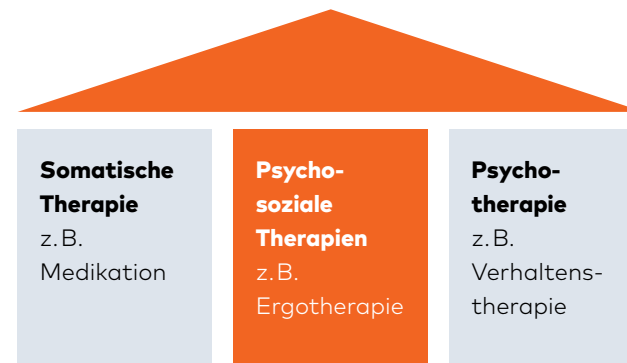 Somatische
Therapie
z. B.
Medikation
Psycho-
soziale
Therapien
z. B.
Ergotherapie
Psycho-
therapie
z. B.
Verhaltens-
therapie